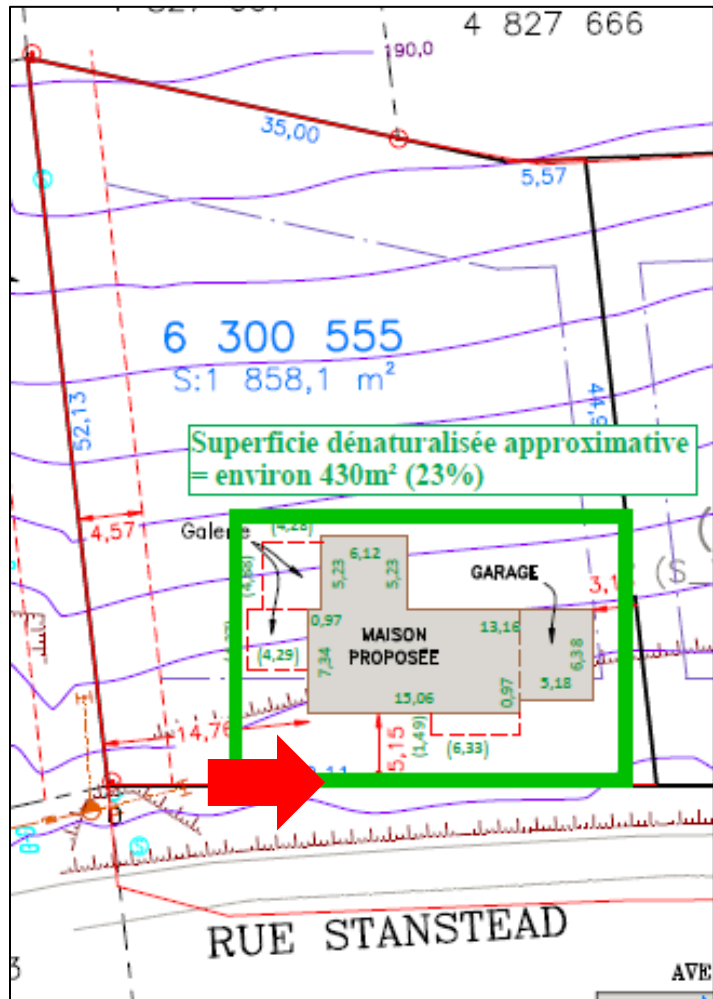 4 827 666
190,0
35,00
5,57
6 300 555
S:1 858,1 m²
52,13
Superficie dénaturalisée approximative
= environ 430m² (23%)
4,57
Galerie
(4,28)
6,12
5,23
5,23
GARAGE
0,97
13,16
MAISON
PROPOSÉE
(4,29)
7,34
6,38
15,06
0,97
5,18
14,76
5,15
(1,49)
(6,33)
RUE STANSTEAD